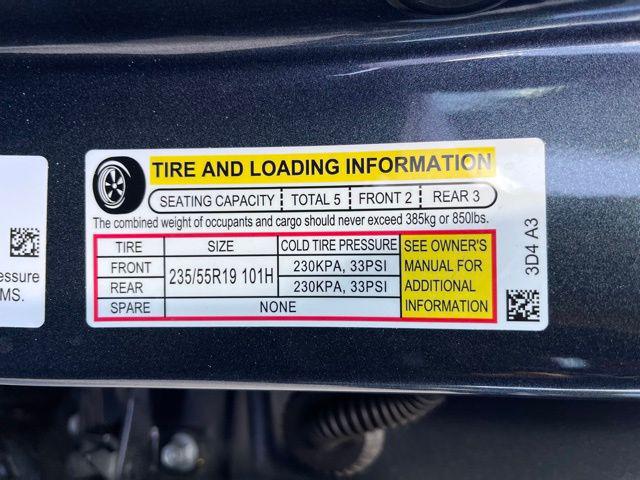 TIRE AND LOADING INFORMATION
SEATING CAPACITY TOTAL 5 FRONT 2 REAR 3
The combined weight of occupants and cargo should never exceed 385kg or 850lbs.
TIRE SIZE COLD TIRE PRESSURE
FRONT 235/55R19 101H 230KPA, 33PSI
REAR 230KPA, 33PSI
SPARE NONE
SEE OWNER'S
MANUAL FOR
ADDITIONAL
INFORMATION
3D4 A3
essure
MS.